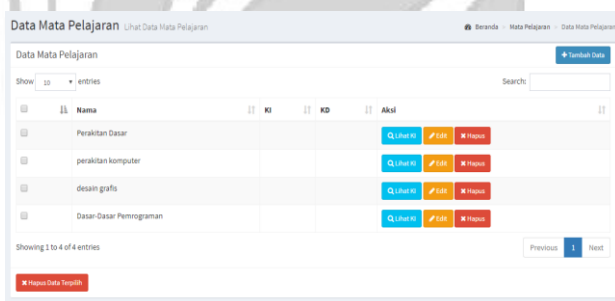 Data Mata Pelajaran Lihat Data Mata Pelajaran Beranda > Mata Pelajaran > Data Mata Pelajaran
Data Mata Pelajaran +Tambah Data
Show 10 entries Search:
Nama KI KD Aksi
Perakitan Dasar Lihat KI Edit Hapus
perakitan komputer Lihat KI Edit Hapus
desain grafis Lihat KI Edit Hapus
Dasar-Dasar Pemrograman Lihat KI Edit Hapus
Showing 1 to 4 of 4 entries Previous 1 Next
Hapus Data Terpilih